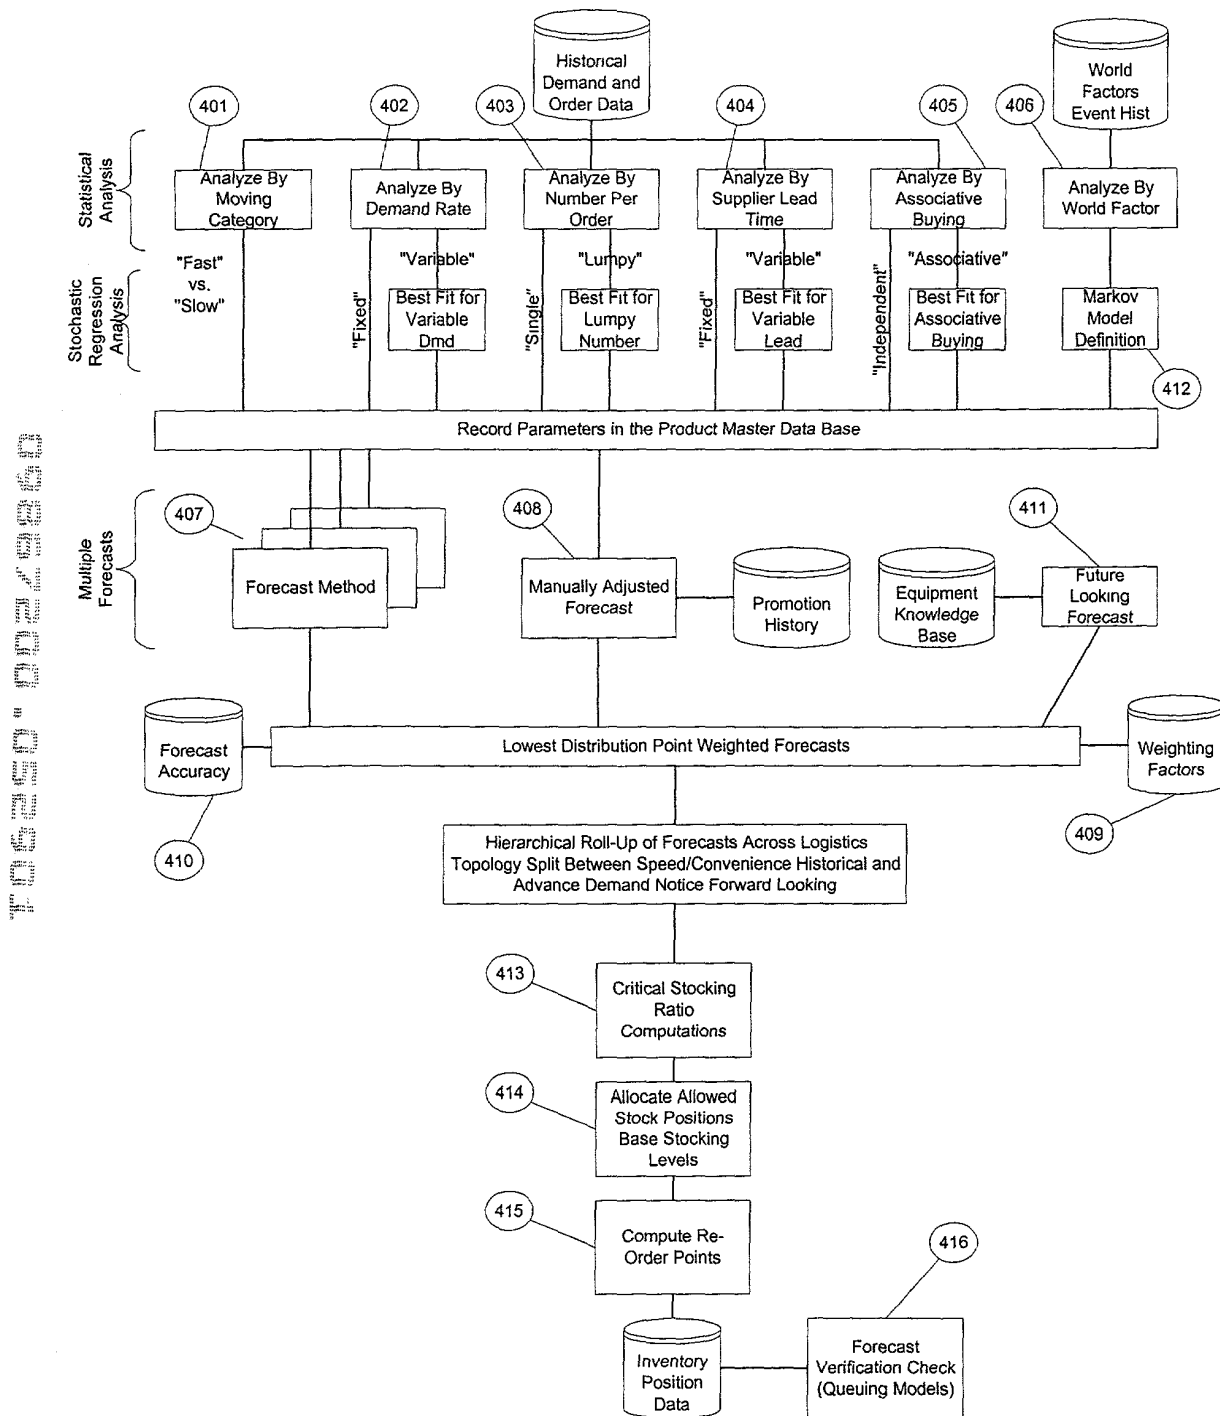 Historical
Demand and
Order Data
World
Factors
Event Hist
401
402
403
404
405
406
Statistical
Analysis
Analyze By
Moving
Category
Analyze By
Demand Rate
Analyze By
Number Per
Order
Analyze By
Supplier Lead
Time
Analyze By
Associative
Buying
Analyze By
World Factor
Stochastic
Regression
Analysis
"Fast"
vs.
"Slow"
"Fixed"
"Variable"
Best Fit for
Variable
Dmd
"Single"
"Lumpy"
Best Fit for
Lumpy
Number
"Fixed"
"Variable"
Best Fit for
Variable
Lead
"Independent"
"Associative"
Best Fit for
Associative
Buying
Markov
Model
Definition
412
Record Parameters in the Product Master Data Base
Multiple
Forecasts
407
Forecast Method
408
Manually Adjusted
Forecast
Promotion
History
Equipment
Knowledge
Base
411
Future
Looking
Forecast
Forecast
Accuracy
410
Lowest Distribution Point Weighted Forecasts
Weighting
Factors
409
Hierarchical Roll-Up of Forecasts Across Logistics
Topology Split Between Speed/Convenience Historical and
Advance Demand Notice Forward Looking
413
Critical Stocking
Ratio
Computations
414
Allocate Allowed
Stock Positions
Base Stocking
Levels
415
Compute Re-
Order Points
416
Inventory
Position
Data
Forecast
Verification Check
(Queuing Models)